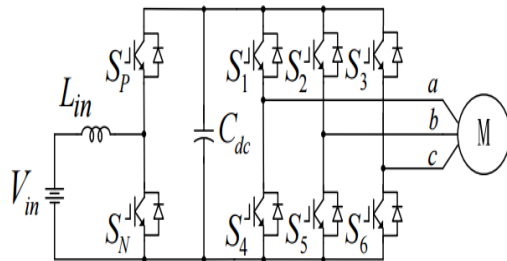 S_P S_1 S_2 S_3
a
L_in
b
C_dc
M
c
V_in
S_N S_4 S_5 S_6